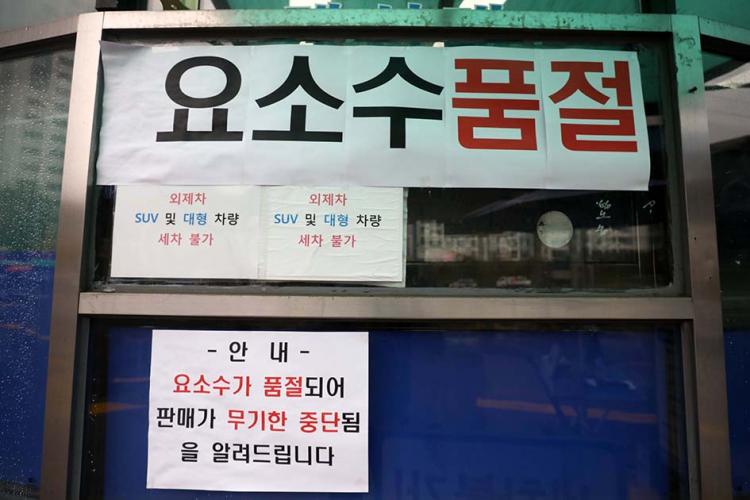 요소수품절
외제차
SUV 및 대형 차량
세차 불가
외제차
SUV 및 대형 차량
세차 불가
- 안 내 -
요소수가 품절되어
판매가 무기한 중단됨
을 알려드립니다